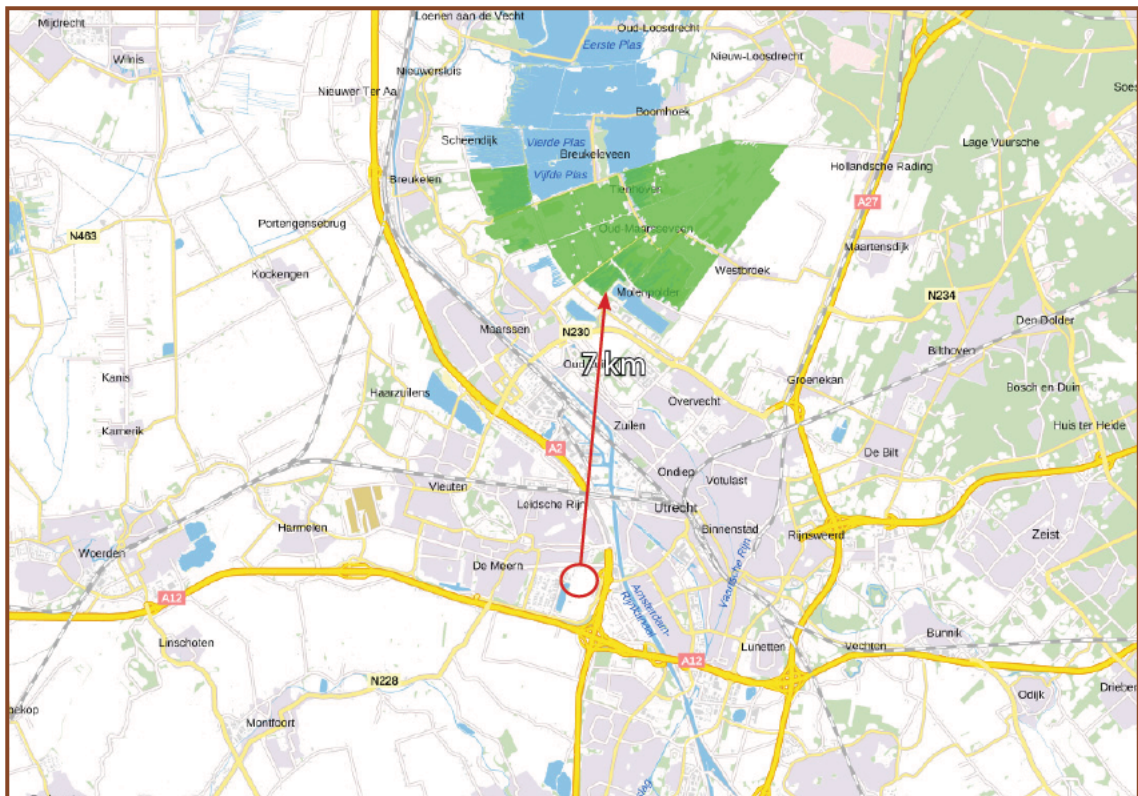 Loenen aan de Vecht
Mijdrecht
Oud-Loosdrecht
Eerste Plas
Nieuw-Loosdrecht
Wilnis
Nieuwersluis
Nieuwer Ter Aa
Soes
Boomhoek
Scheendijk
Vierde Plas
Lage Vuursche
Breukeleveen
Hollandsche Rading
Vijfde Plas
Breukelen
Tienhoven
A27
Portengensebrug
Oud-Maarsseveen
N463
Maartensdijk
Kockengen
Westbroek
Molenpolder
N234
Maarssen
N230
Den Dolder
Bilthoven
7 km
Kanis
Groenekan
Bosch en Duin
Haarzuilens
Overvecht
Zuilen
Huis ter Heide
Kamerik
A2
De Bilt
Ondiep
Votulast
Vleuten
Leidsche Rijn
Utrecht
Harmelen
Binnenstad
Rijnsweerd
Zeist
Woerden
De Meern
Vaartsche Rijn
A12
Amsterdam-
Rijnkanaal
Linschoten
Lunetten
Vechten
Bunnik
A12
N228
Odijk
Drieber
oekop
Montfoort